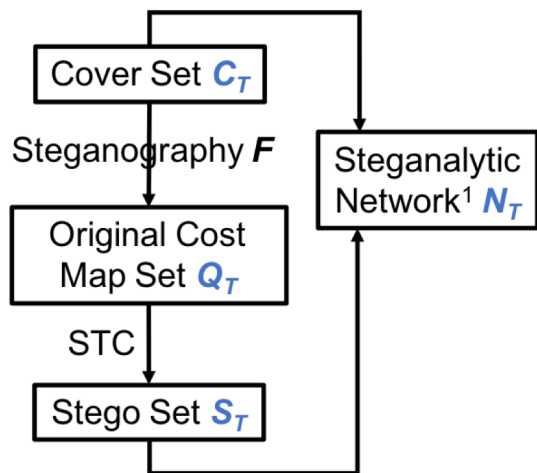 Cover Set C_T
Steganography F
Steganalytic
Network¹ N_T
Original Cost
Map Set Q_T
STC
Stego Set S_T